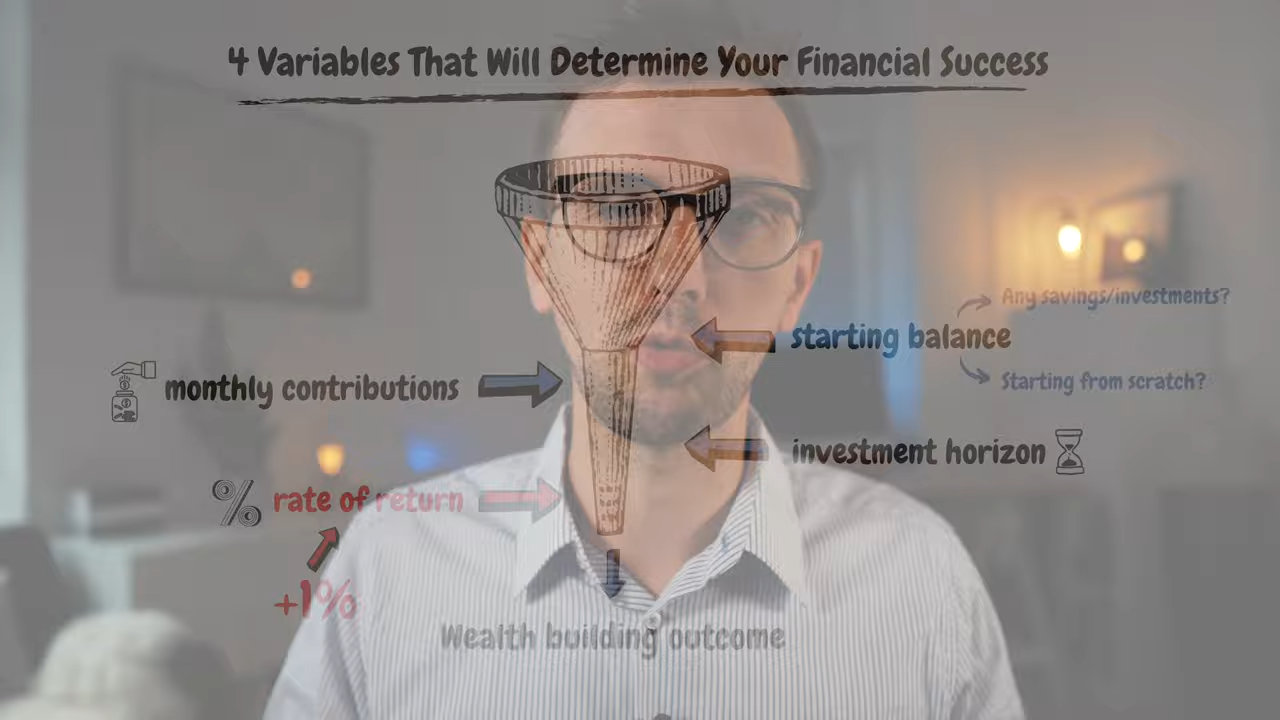 4 Variables That Will Determine Your Financial Success
Any savings/investments?
starting balance
Starting from scratch?
monthly contributions
investment horizon
% rate of return
+1%
Wealth building outcome